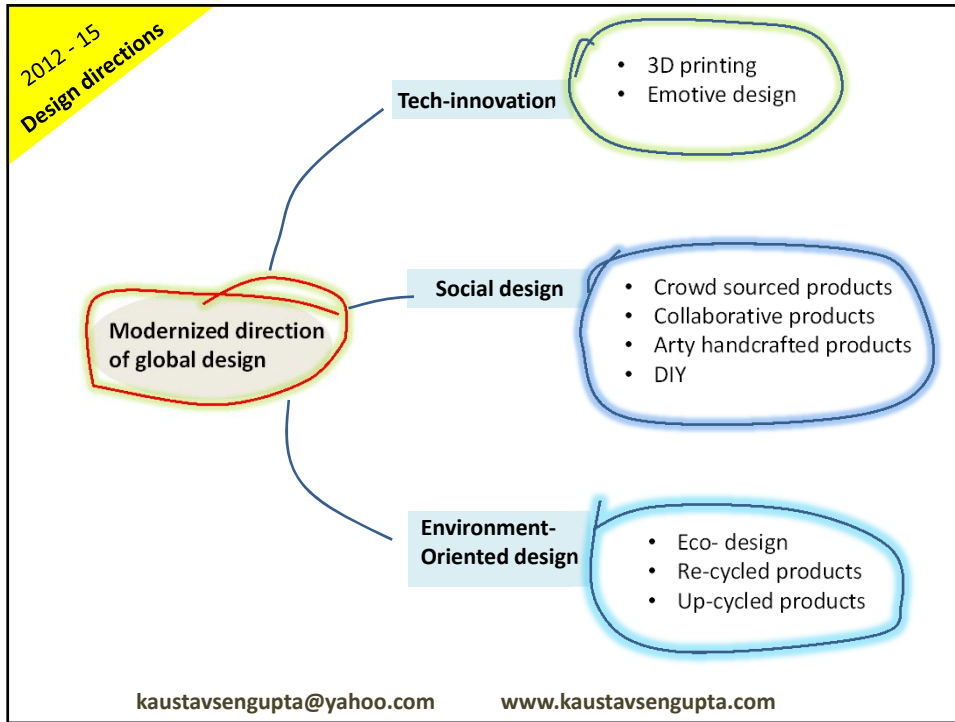 2012 - 15
Design directions
Tech-innovation
• 3D printing
• Emotive design
Modernized direction
of global design
Social design
• Crowd sourced products
• Collaborative products
• Arty handcrafted products
• DIY
Environment-
Oriented design
• Eco- design
• Re-cycled products
• Up-cycled products
kaustavsengupta@yahoo.com www.kaustavsengupta.com